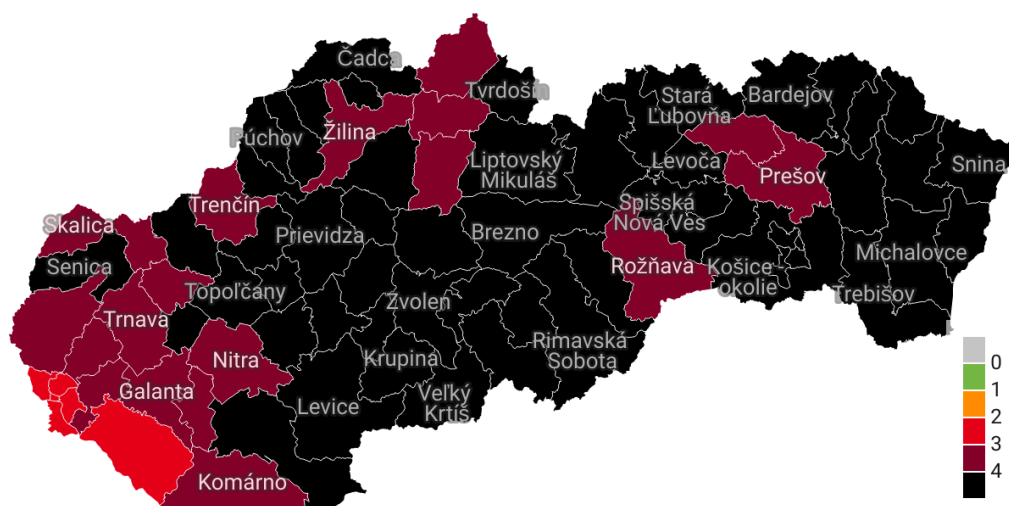 Čadca
Tvrdošín
Stará
Ľubovňa
Bardejov
Púchov
Žilina
Liptovský
Mikuláš
Levoča
Prešov
Snina
Trenčín
Skalica
Spišská
Nová Ves
Prievidza
Brezno
Senica
Rožňava
Košice -
okolie
Michalovce
Topoľčany
Zvolen
Trebišov
Trnava
Rimavská
Sobota
Nitra
Krupina
Galanta
Veľký
Krtíš
Levice
Komárno
0
1
2
3
4